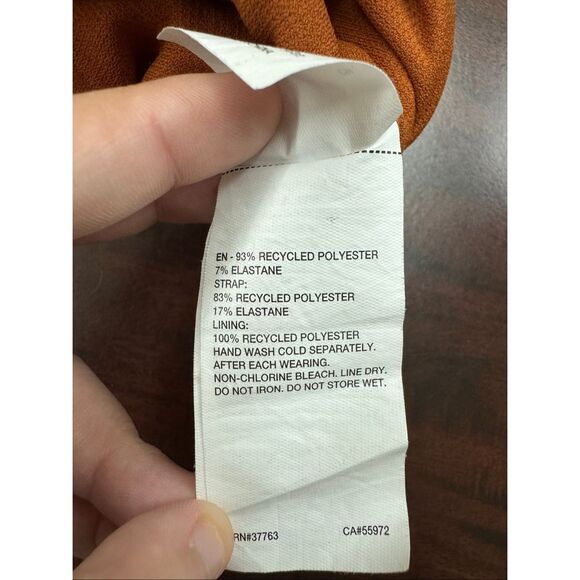 EN - 93% RECYCLED POLYESTER
7% ELASTANE
STRAP:
83% RECYCLED POLYESTER
17% ELASTANE
LINING:
100% RECYCLED POLYESTER
HAND WASH COLD SEPARATELY.
AFTER EACH WEARING.
NON-CHLORINE BLEACH. LINE DRY.
DO NOT IRON. DO NOT STORE WET.
RN#37763 CA#55972